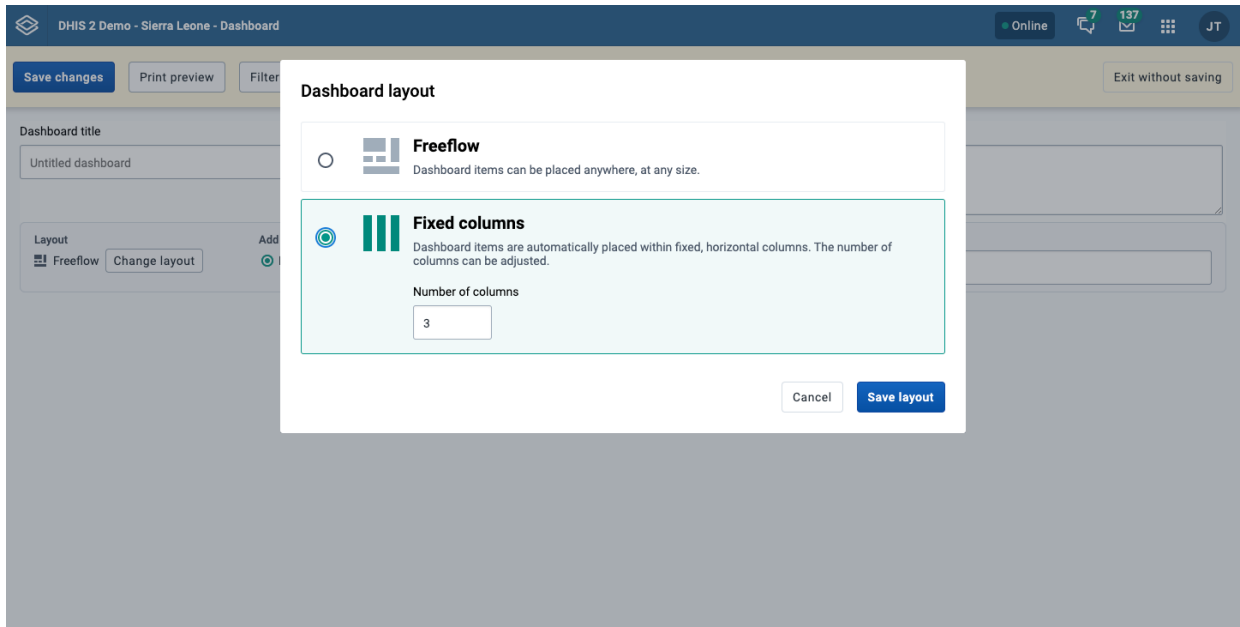 DHIS 2 Demo - Sierra Leone - Dashboard
Online
7
137
JT
Save changes
Print preview
Filter
Exit without saving
Dashboard title
Untitled dashboard
Layout
Freeflow
Change layout
Add
Dashboard layout
Freeflow
Dashboard items can be placed anywhere, at any size.
Fixed columns
Dashboard items are automatically placed within fixed, horizontal columns. The number of
columns can be adjusted.
Number of columns
3
Cancel
Save layout